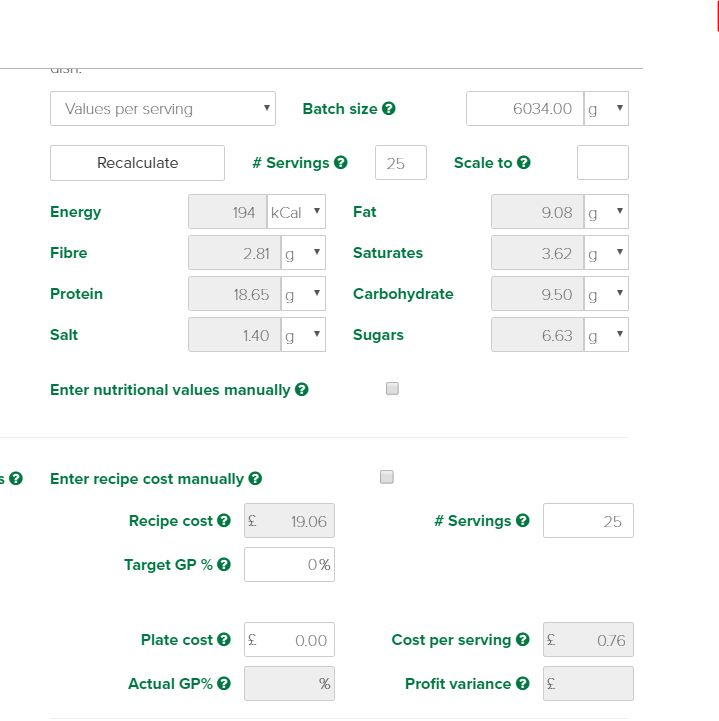 dish.
Values per serving Batch size 6034.00 g
Recalculate # Servings 25 Scale to
Energy 194 kCal Fat 9.08 g
Fibre 2.81 g Saturates 3.62 g
Protein 18.65 g Carbohydrate 9.50 g
Salt 1.40 g Sugars 6.63 g
Enter nutritional values manually
s Enter recipe cost manually
Recipe cost £ 19.06 # Servings 25
Target GP % 0%
Plate cost £ 0.00 Cost per serving £ 0.76
Actual GP% % Profit variance £